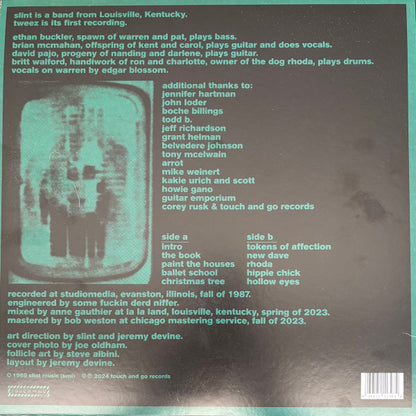 slint is a band from Louisville, Kentucky.
tweez is its first recording.
ethan buckler, spawn of warren and pat, plays bass.
brian mcmahan, offspring of kent and carol, plays guitar and does vocals.
david pajo, progeny of nanding and darlene, plays guitar.
britt walford, handiwork of ron and charlotte, owner of the dog rhoda, plays drums.
vocals on warren by edgar blossom.
additional thanks to:
jennifer hartman
john loder
boche billings
todd b.
jeff richardson
grant helman
belvedere johnson
tony mcelwain
arrot
mike weinert
kakie urich and scott
howie gano
guitar emporium
corey rusk & touch and go records
side a
intro
the book
paint the houses
ballet school
christmas tree
side b
tokens of affection
new dave
rhoda
hippie chick
hollow eyes
recorded at studiomedia, evanston, illinois, fall of 1987.
engineered by some fuckin derd niffer.
mixed by anne gauthier at la la land, louisville, kentucky, spring of 2023.
mastered by bob weston at chicago mastering service, fall of 2023.
art direction by slint and jeremy devine.
cover photo by joe oldham.
follicle art by steve albini.
layout by jeremy devine.
© 1989 slint music (bmi) ©℗ 2024 touch and go records